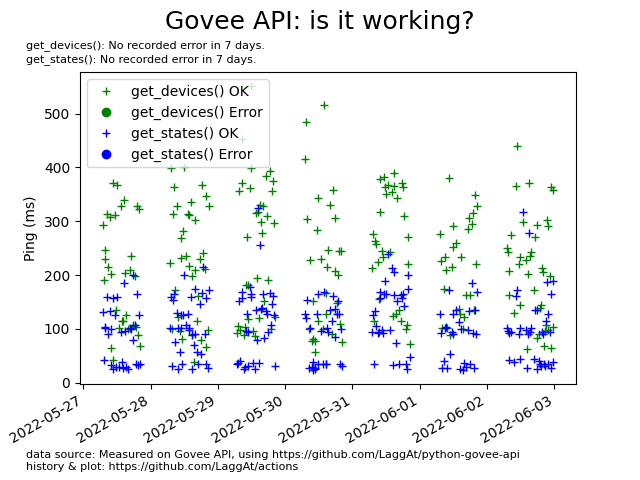 Govee API: is it working?
get_devices(): No recorded error in 7 days.
get_states(): No recorded error in 7 days.
get_devices() OK
get_devices() Error
get_states() OK
get_states() Error
Ping (ms)
500
400
300
200
100
0
2022-05-27
2022-05-28
2022-05-29
2022-05-30
2022-05-31
2022-06-01
2022-06-02
2022-06-03
data source: Measured on Govee API, using https://github.com/LaggAt/python-govee-api
history & plot: https://github.com/LaggAt/actions